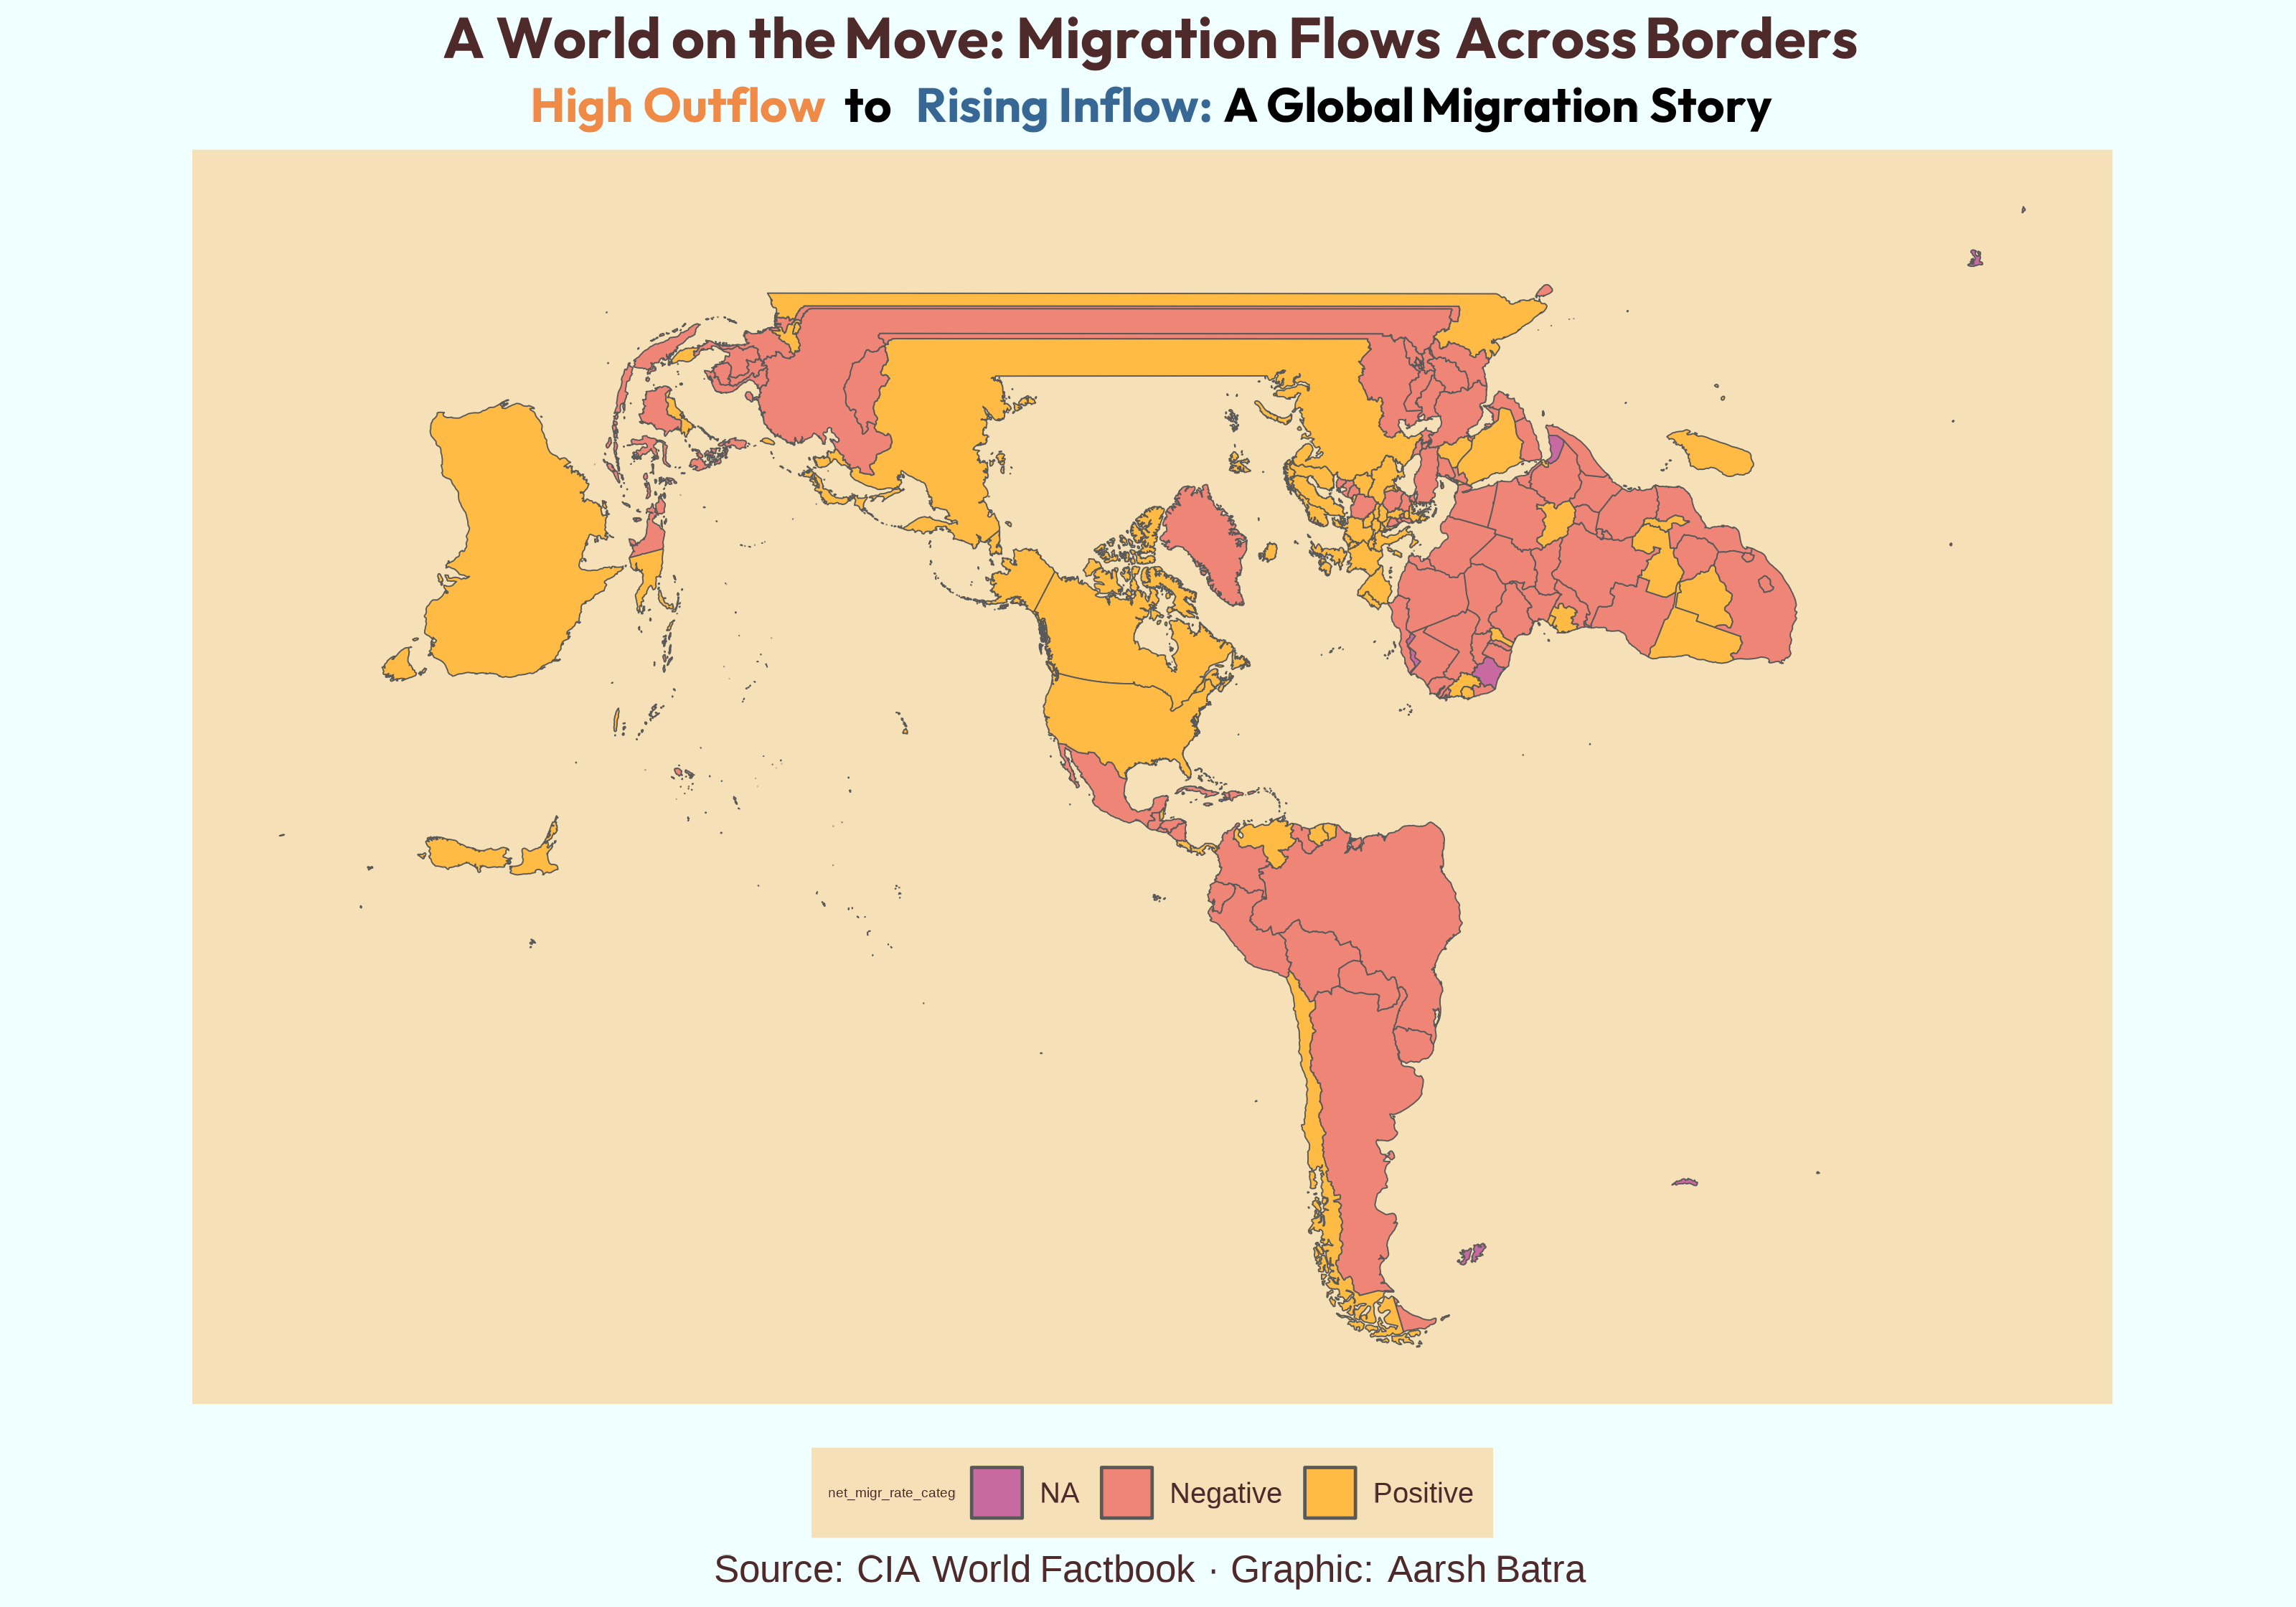 A World on the Move: Migration Flows Across Borders
High Outflow to Rising Inflow: A Global Migration Story
net_migr_rate_categ NA Negative Positive
Source: CIA World Factbook · Graphic: Aarsh Batra